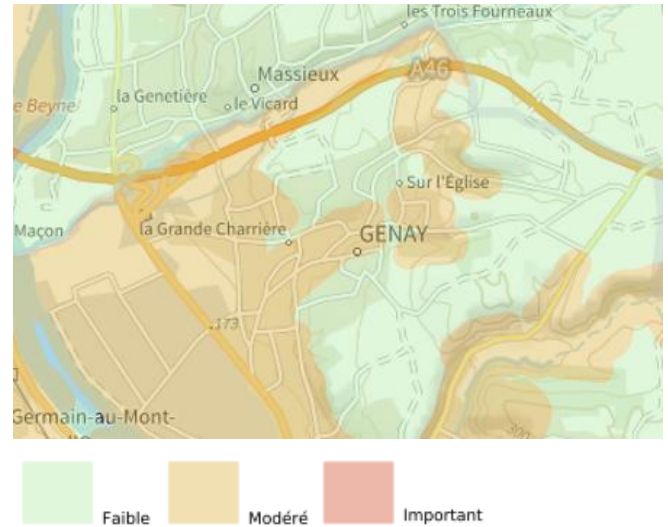 les Trois Fourneaux
A46
Massieux
la Genetière
le Vicard
e Beyne
Sur l'Église
Maçon
la Grande Charrière
GENAY
173
Germain-au-Mont-
300
Faible
Modéré
Important